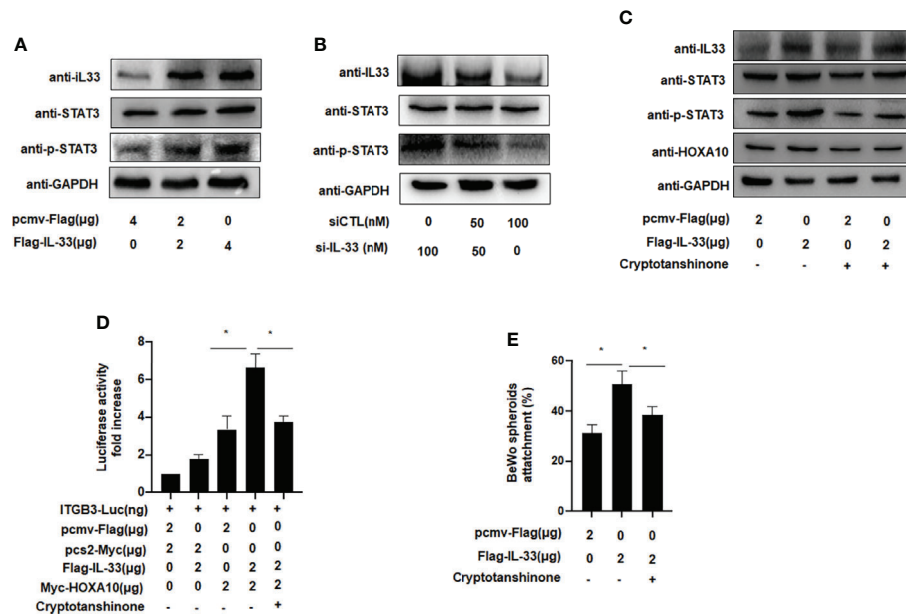 A
anti-iL33
anti-STAT3
anti-p-STAT3
anti-GAPDH
pcmv-Flag(μg) 4 2 0
Flag-IL-33(μg) 0 2 4
B
anti-IL33
anti-STAT3
anti-p-STAT3
anti-GAPDH
siCTL(nM) 0 50 100
si-IL-33 (nM) 100 50 0
C
anti-IL33
anti-STAT3
anti-p-STAT3
anti-HOXA10
anti-GAPDH
pcmv-Flag(μg) 2 0 2 0
Flag-IL-33(μg) 0 2 0 2
Cryptotanshinone - - + +
D
Luciferase activity
fold increase
8
6
4
2
0
* *
ITGB3-Luc(ng) + + + + +
pcmv-Flag(μg) 2 0 2 0 0
pcs2-Myc(μg) 2 2 0 0 0
Flag-IL-33(μg) 0 2 0 2 2
Myc-HOXA10(μg) 0 0 2 2 2
Cryptotanshinone - - - - +
E
BeWo spheroids
attatchment (%)
60
40
20
0
* *
pcmv-Flag(μg) 2 0 0
Flag-IL-33(μg) 0 2 2
Cryptotanshinone - - +